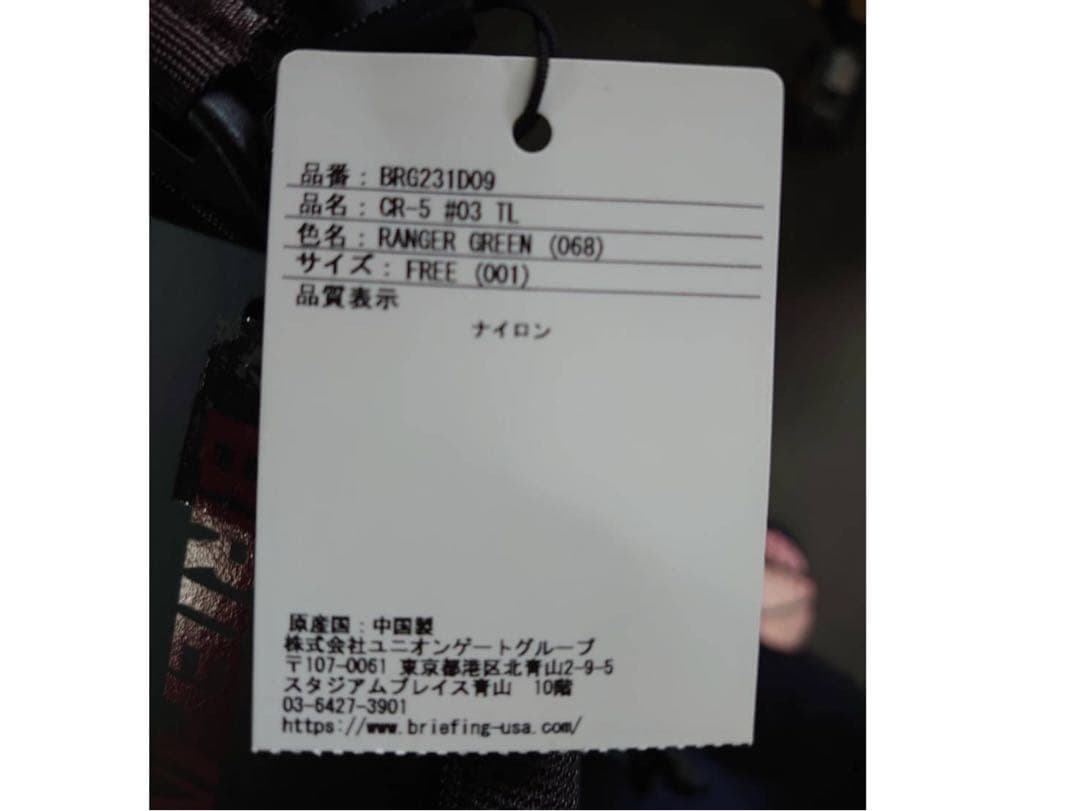 品番：BRG231D09
品名：CR-5 #03 TL
色名：RANGER GREEN (068)
サイズ：FREE (001)
品質表示
ナイロン
原産国：中国製
株式会社ユニオンゲートグループ
〒107-0061 東京都港区北青山2-9-5
スタジアムプレイス青山 10階
03-6427-3901
https://www.briefing-usa.com/